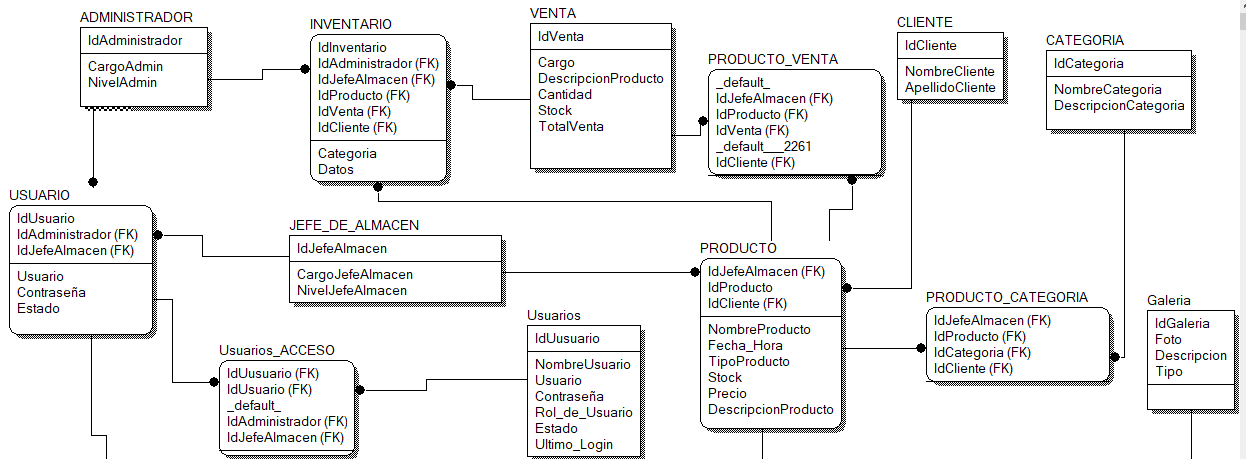 ADMINISTRADOR
IdAdministrador
CargoAdmin
NivelAdmin
INVENTARIO
IdInventario
IdAdministrador (FK)
IdJefeAlmacen (FK)
IdProducto (FK)
IdVenta (FK)
IdCliente (FK)
Categoria
Datos
VENTA
IdVenta
Cargo
DescripcionProducto
Cantidad
Stock
TotalVenta
PRODUCTO_VENTA
_default_
IdJefeAlmacen (FK)
IdProducto (FK)
IdVenta (FK)
_default___2261
IdCliente (FK)
CLIENTE
IdCliente
NombreCliente
ApellidoCliente
CATEGORIA
IdCategoria
NombreCategoria
DescripcionCategoria
USUARIO
IdUsuario
IdAdministrador (FK)
IdJefeAlmacen (FK)
Usuario
Contraseña
Estado
JEFE_DE_ALMACEN
IdJefeAlmacen
CargoJefeAlmacen
NivelJefeAlmacen
PRODUCTO
IdJefeAlmacen (FK)
IdProducto
IdCliente (FK)
NombreProducto
Fecha_Hora
TipoProducto
Stock
Precio
DescripcionProducto
PRODUCTO_CATEGORIA
IdJefeAlmacen (FK)
IdProducto (FK)
IdCategoria (FK)
IdCliente (FK)
Galeria
IdGaleria
Foto
Descripcion
Tipo
Usuarios_ACCESO
IdUusuario (FK)
IdUsuario (FK)
_default_
IdAdministrador (FK)
IdJefeAlmacen (FK)
Usuarios
IdUusuario
NombreUsuario
Usuario
Contraseña
Rol_de_Usuario
Estado
Ultimo_Login